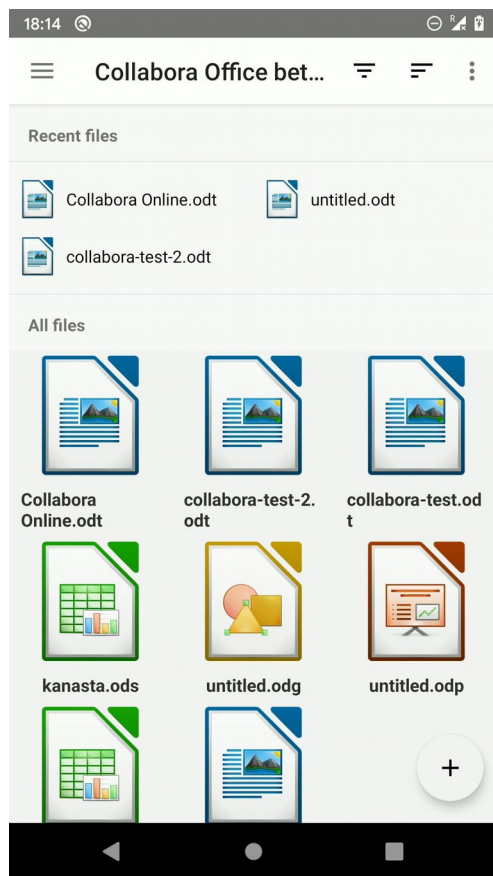 18:14
R
Collabora Office bet...
Recent files
Collabora Online.odt
untitled.odt
collabora-test-2.odt
All files
Collabora
Online.odt
collabora-test-2.
odt
collabora-test.od
t
kanasta.ods
untitled.odg
untitled.odp